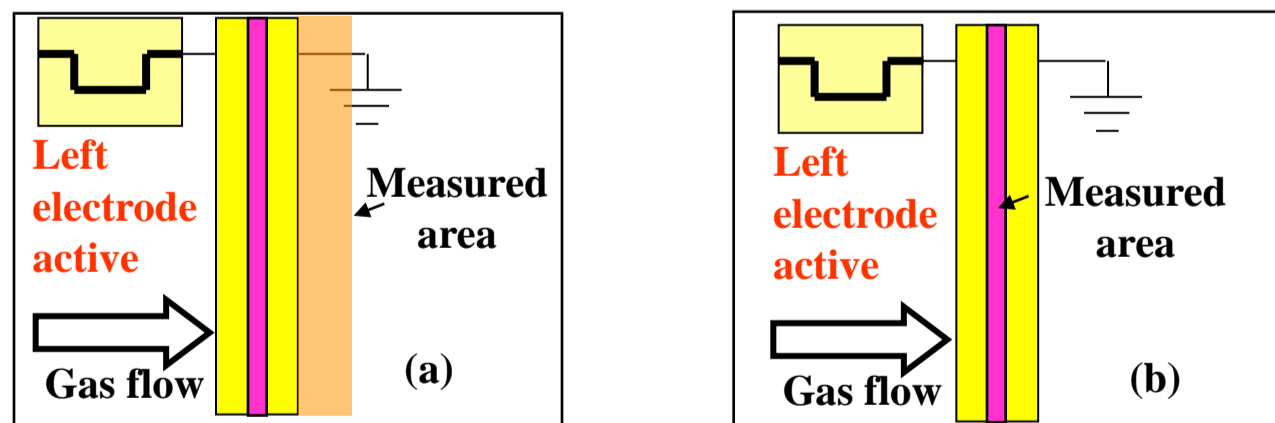 Left
electrode
active
Measured
area
Gas flow
(a)
Left
electrode
active
Measured
area
Gas flow
(b)